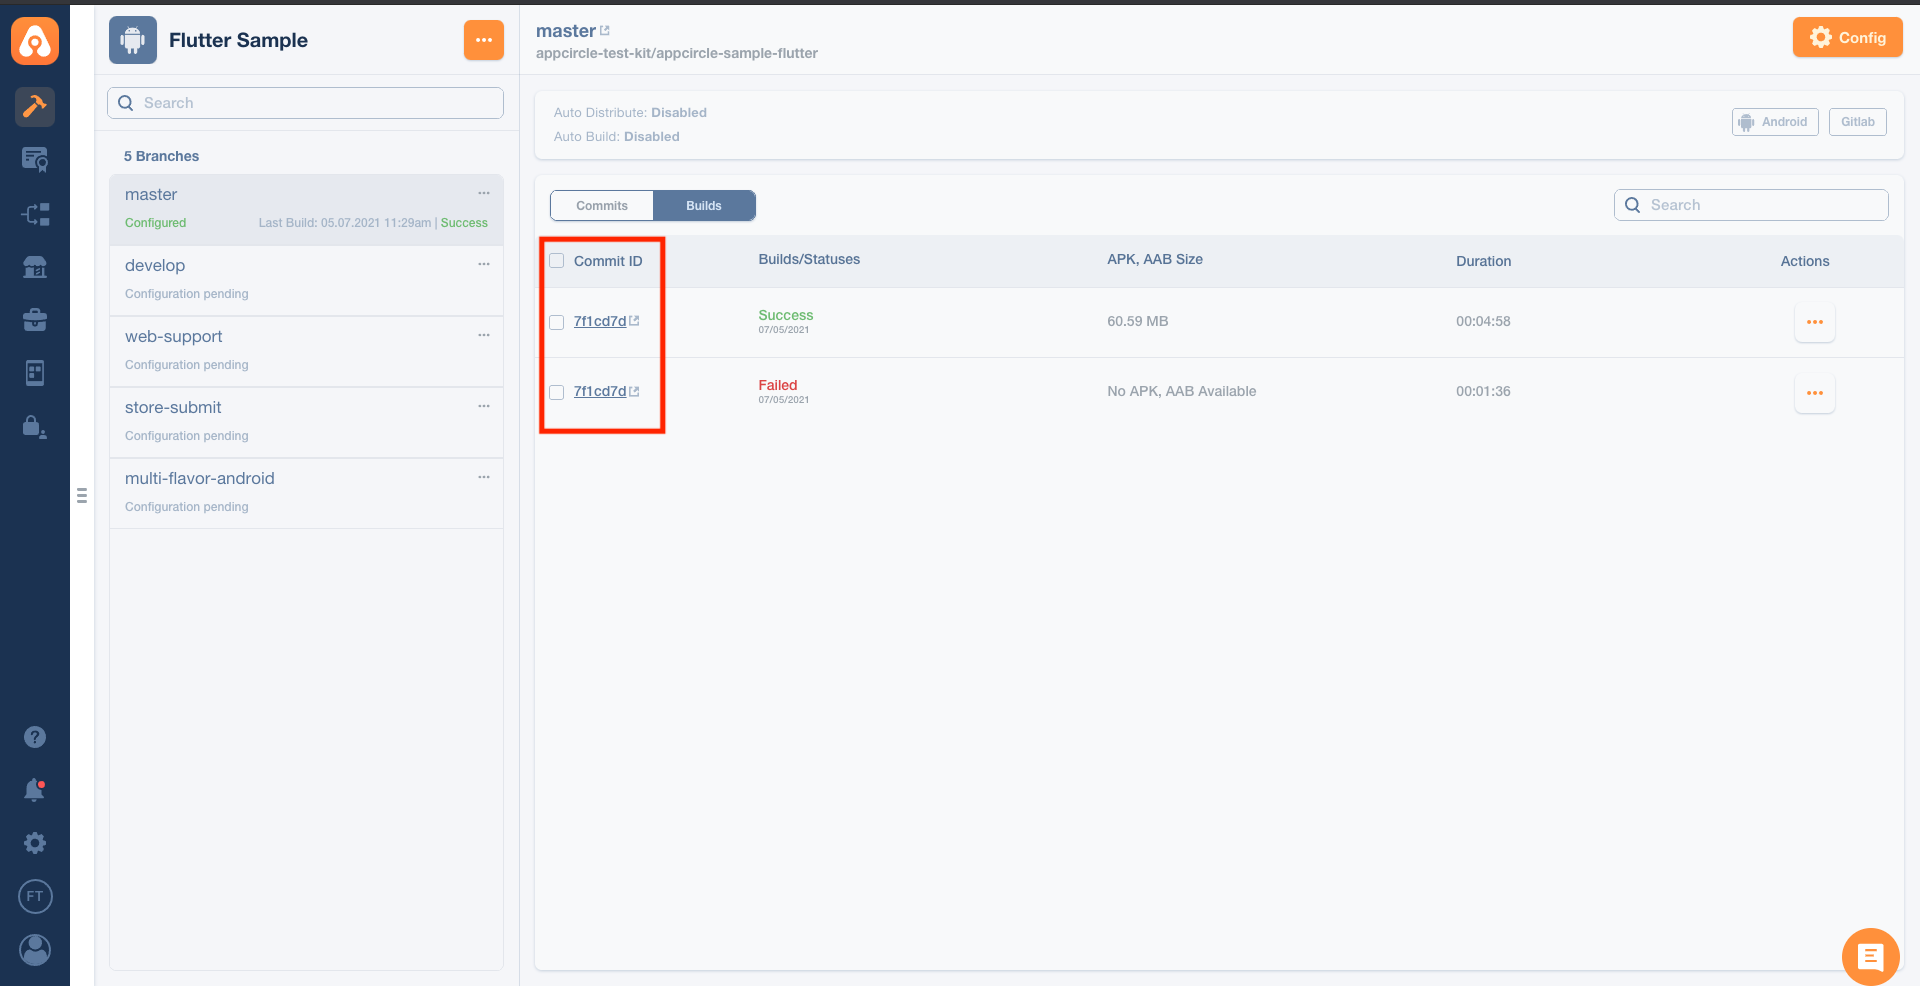 Flutter Sample
master
appcircle-test-kit/appcircle-sample-flutter
Config
Search
Auto Distribute: Disabled
Auto Build: Disabled
Android
Gitlab
5 Branches
master
Configured
Last Build: 05.07.2021 11:29am | Success
develop
Configuration pending
web-support
Configuration pending
store-submit
Configuration pending
multi-flavor-android
Configuration pending
Commits
Builds
Search
Commit ID
Builds/Statuses
APK, AAB Size
Duration
Actions
7f1cd7d
Success
07/05/2021
60.59 MB
00:04:58
7f1cd7d
Failed
07/05/2021
No APK, AAB Available
00:01:36
?
FT